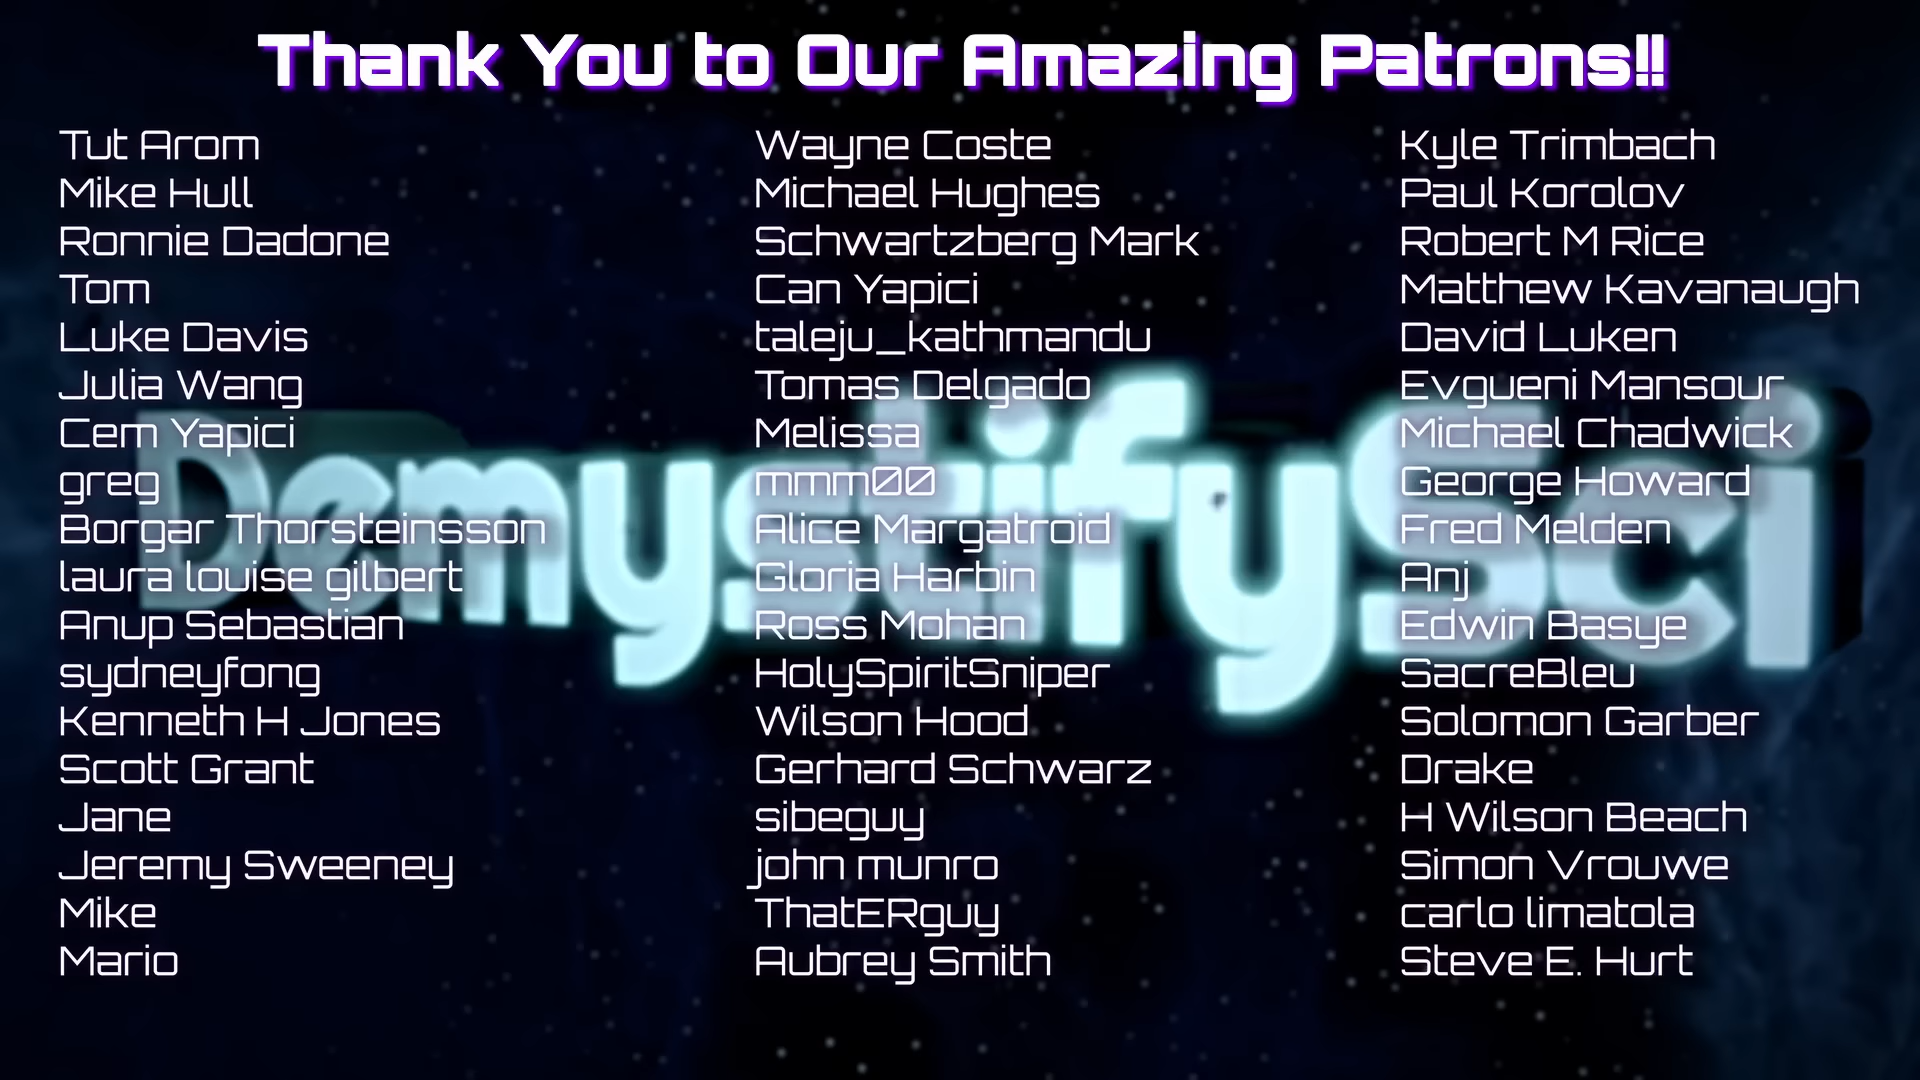 Thank You to Our Amazing Patrons!!
Tut Arom
Mike Hull
Ronnie Dadone
Tom
Luke Davis
Julia Wang
Cem Yapici
greg
Borgar Thorsteinsson
laura louise gilbert
Anup Sebastian
sydneyfong
Kenneth H Jones
Scott Grant
Jane
Jeremy Sweeney
Mike
Mario
Wayne Coste
Michael Hughes
Schwartzberg Mark
Can Yapici
taleju_kathmandu
Tomas Delgado
Melissa
mmm00
Alice Margatroid
Gloria Harbin
Ross Mohan
HolySpiritSniper
Wilson Hood
Gerhard Schwarz
sibeguy
john munro
ThatERguy
Aubrey Smith
Kyle Trimbach
Paul Korolov
Robert M Rice
Matthew Kavanaugh
David Luken
Evgueni Mansour
Michael Chadwick
George Howard
Fred Melden
Anj
Edwin Basye
SacreBleu
Solomon Garber
Drake
H Wilson Beach
Simon Vrouwe
carlo limatola
Steve E. Hurt
DemystifySci